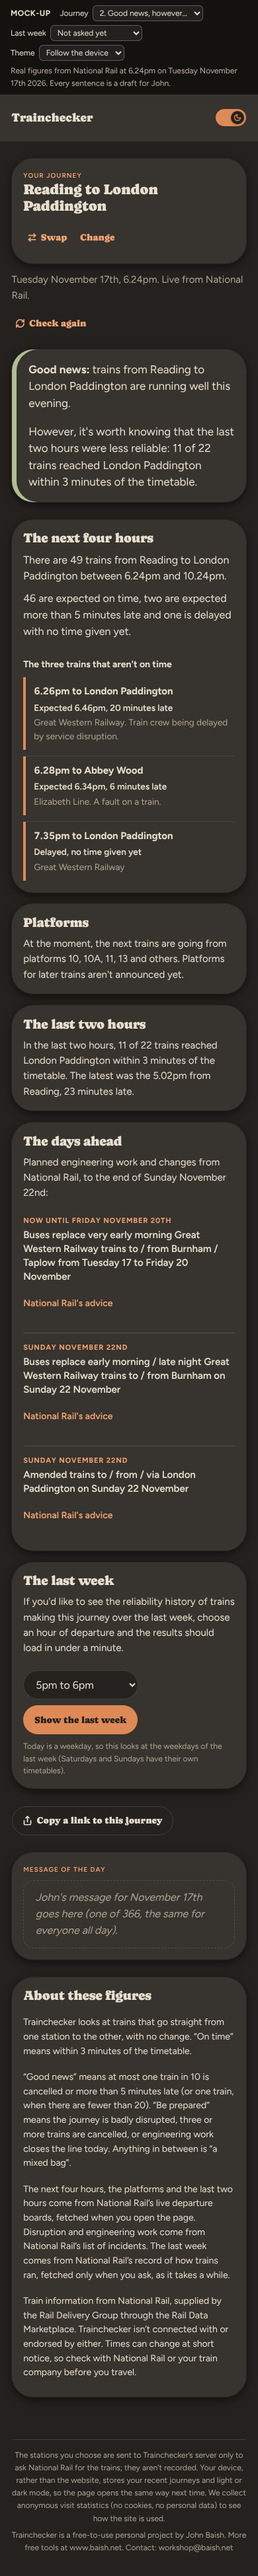 MOCK-UP Journey 2. Good news, however...
Last week Not asked yet
Theme Follow the device
Real figures from National Rail at 6.24pm on Tuesday November
17th 2026. Every sentence is a draft for John.
Trainchecker
YOUR JOURNEY
Reading to London
Paddington
Swap Change
Tuesday November 17th, 6.24pm. Live from National
Rail.
Check again
Good news: trains from Reading to
London Paddington are running well this
evening.
However, it's worth knowing that the last
two hours were less reliable: 11 of 22
trains reached London Paddington
within 3 minutes of the timetable.
The next four hours
There are 49 trains from Reading to London
Paddington between 6.24pm and 10.24pm.
46 are expected on time, two are expected
more than 5 minutes late and one is delayed
with no time given yet.
The three trains that aren't on time
6.26pm to London Paddington
Expected 6.46pm, 20 minutes late
Great Western Railway. Train crew being delayed
by service disruption.
6.28pm to Abbey Wood
Expected 6.34pm, 6 minutes late
Elizabeth Line. A fault on a train.
7.35pm to London Paddington
Delayed, no time given yet
Great Western Railway
Platforms
At the moment, the next trains are going from
platforms 10, 10A, 11, 13 and others. Platforms
for later trains aren't announced yet.
The last two hours
In the last two hours, 11 of 22 trains reached
London Paddington within 3 minutes of the
timetable. The latest was the 5.02pm from
Reading, 23 minutes late.
The days ahead
Planned engineering work and changes from
National Rail, to the end of Sunday November
22nd:
NOW UNTIL FRIDAY NOVEMBER 20TH
Buses replace very early morning Great
Western Railway trains to / from Burnham /
Taplow from Tuesday 17 to Friday 20
November
National Rail's advice
SUNDAY NOVEMBER 22ND
Buses replace early morning / late night Great
Western Railway trains to / from Burnham on
Sunday 22 November
National Rail's advice
SUNDAY NOVEMBER 22ND
Amended trains to / from / via London
Paddington on Sunday 22 November
National Rail's advice
The last week
If you'd like to see the reliability history of trains
making this journey over the last week, choose
an hour of departure and the results should
load in under a minute.
5pm to 6pm
Show the last week
Today is a weekday, so this looks at the weekdays of the
last week (Saturdays and Sundays have their own
timetables).
Copy a link to this journey
MESSAGE OF THE DAY
John's message for November 17th
goes here (one of 366, the same for
everyone all day).
About these figures
Trainchecker looks at trains that go straight from
one station to the other, with no change. “On time”
means within 3 minutes of the timetable.
“Good news” means at most one train in 10 is
cancelled or more than 5 minutes late (or one train,
when there are fewer than 20). “Be prepared”
means the journey is badly disrupted, three or
more trains are cancelled, or engineering work
closes the line today. Anything in between is “a
mixed bag”.
The next four hours, the platforms and the last two
hours come from National Rail's live departure
boards, fetched when you open the page.
Disruption and engineering work come from
National Rail's list of incidents. The last week
comes from National Rail's record of how trains
ran, fetched only when you ask, as it takes a while.
Train information from National Rail, supplied by
the Rail Delivery Group through the Rail Data
Marketplace. Trainchecker isn't connected with or
endorsed by either. Times can change at short
notice, so check with National Rail or your train
company before you travel.
The stations you choose are sent to Trainchecker's server only to
ask National Rail for the trains; they aren't recorded. Your device,
rather than the website, stores your recent journeys and light or
dark mode, so the page opens the same way next time. We collect
anonymous visit statistics (no cookies, no personal data) to see
how the site is used.
Trainchecker is a free-to-use personal project by John Baish. More
free tools at www.baish.net. Contact: workshop@baish.net